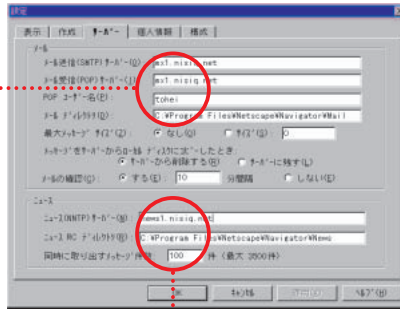 設定
表示 作成 サーバー 個人情報 構成
メール
メール送信(SMTP)サーバー(O): mx1.nisiq.net
メール受信(POP)サーバー(I): mx1.nisiq.net
POP ユーザー名(P): tohei
メール ディレクトリ(D): C:¥Program Files¥Netscape¥Navigator¥Mail
最大メッセージ サイズ(Z): なし(Q) サイズ(S): 0
メッセージをサーバーからローカル ディスクにコピーしたとき:
サーバーから削除する(R) サーバーに残す(L)
メールの確認(C): する(E): 10 分間隔 しない(E)
ニュース
ニュース(NNTP)サーバー(N): news1.nisiq.net
ニュース RC ディレクトリ(R): C:¥Program Files¥Netscape¥Navigator¥News
同時に取り出すメッセージ件数: 100 件 (最大 3500件)
OK キャンセル ヘルプ(H)